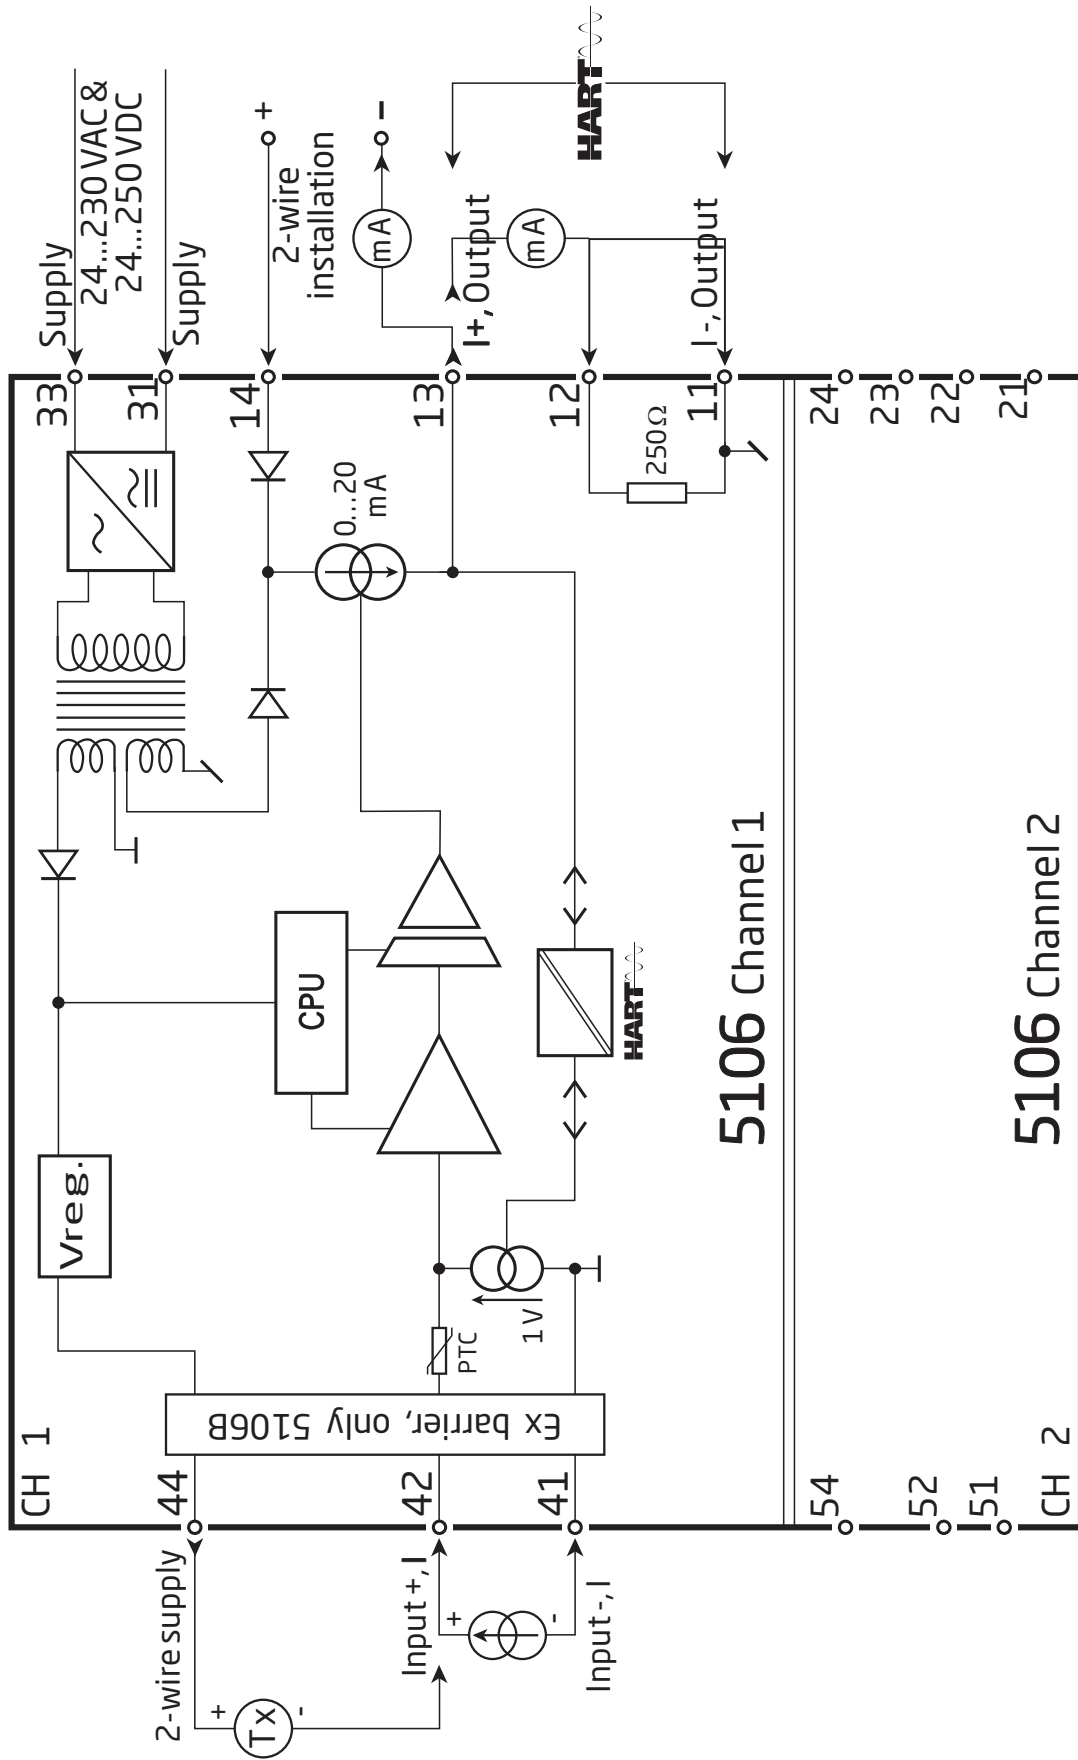 Supply
24...230 VAC &
24...250 VDC
Supply
+
2-wire
installation
-
mA
HART
I+, Output
mA
I -, Output
33
31
14
13
12
11
24
23
22
21
0...20
mA
250 Ω
CPU
HART
Vreg.
PTC
1 V
5106 Channel 1
5106 Channel 2
CH 1
Ex barrier, only 5106B
44
42
41
54
52
51
CH 2
2-wire supply
Input +, I
Input -, I
+
-
+
Tx
-